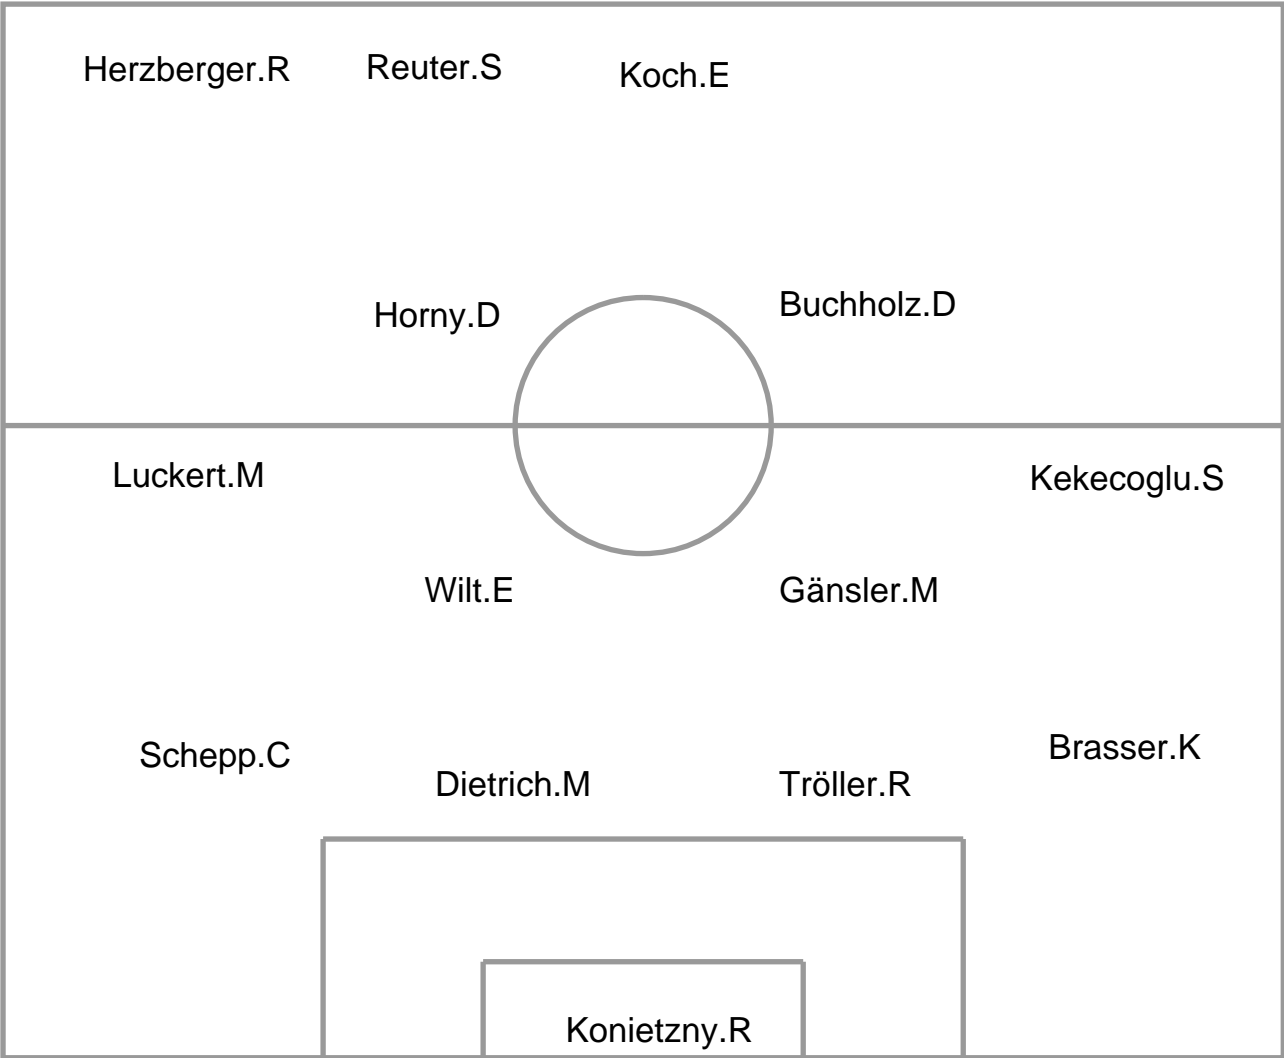 Herzberger.R
Reuter.S
Koch.E
Horny.D
Buchholz.D
Luckert.M
Kekecoglu.S
Wilt.E
Gänsler.M
Schepp.C
Brasser.K
Dietrich.M
Tröller.R
Konietzny.R